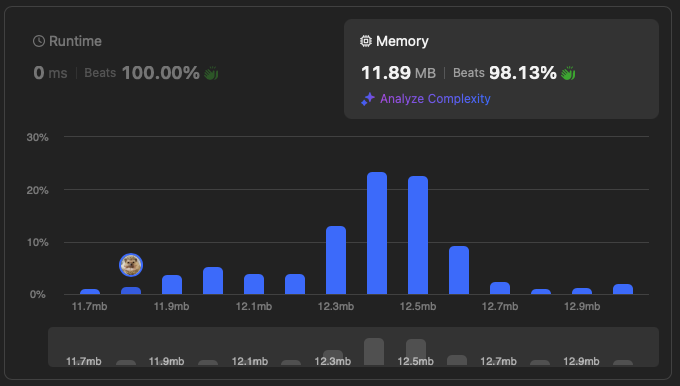 Runtime
0 ms Beats 100.00%
Memory
11.89 MB Beats 98.13%
Analyze Complexity
30%
20%
10%
0%
11.7mb 11.9mb 12.1mb 12.3mb 12.5mb 12.7mb 12.9mb
11.7mb 11.9mb 12.1mb 12.3mb 12.5mb 12.7mb 12.9mb